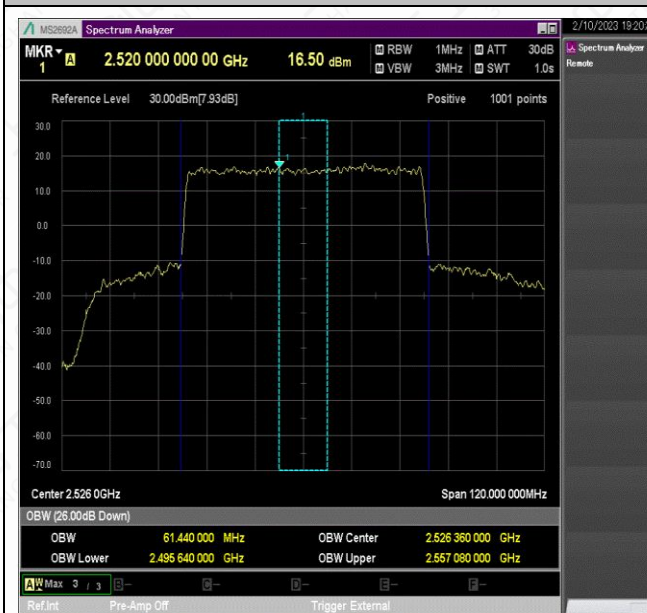 MS2692A Spectrum Analyzer
2/10/2023 19:20:
MKR 1 A 2.520 000 000 00 GHz 16.50 dBm
M RBW 1MHz M ATT 30dB
M VBW 3MHz M SWT 1.0s
Spectrum Analyzer
Remote
Reference Level 30.00dBm[7.93dB] Positive 1001 points
1
30.0
20.0
1
10.0
0.0
-10.0
-20.0
-30.0
-40.0
-50.0
-60.0
-70.0
Center 2.526 0GHz Span 120.000 000MHz
OBW (26.00dB Down)
OBW 61.440 000 MHz OBW Center 2.526 360 000 GHz
OBW Lower 2.495 640 000 GHz OBW Upper 2.557 080 000 GHz
A W Max 3 / 3 B- C- D- E- F-
Ref.Int Pre-Amp Off Trigger External